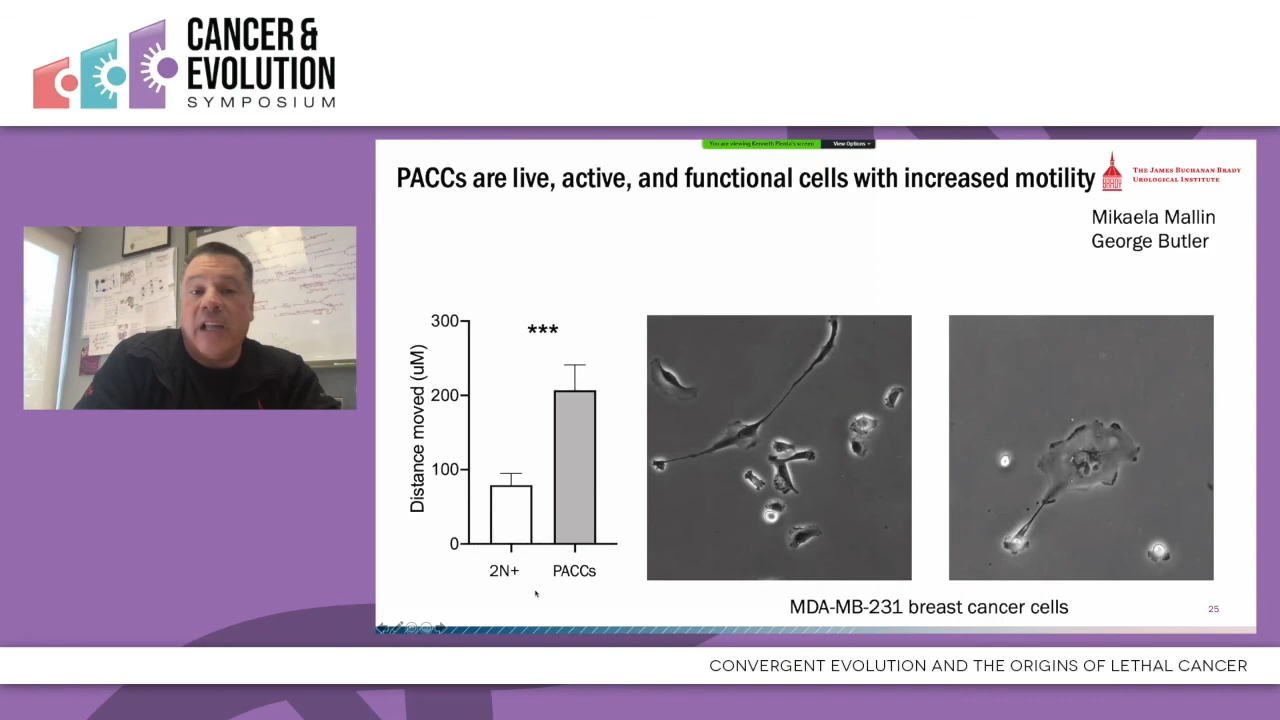 CANCER &
EVOLUTION
SYMPOSIUM
You are viewing Kenneth Pienta's screen
View Options
PACCs are live, active, and functional cells with increased motility
BRADY
THE JAMES BUCHANAN BRADY
UROLOGICAL INSTITUTE
Mikaela Mallin
George Butler
Distance moved (uM)
300
200
100
0
***
2N+
PACCs
MDA-MB-231 breast cancer cells
25
CONVERGENT EVOLUTION AND THE ORIGINS OF LETHAL CANCER